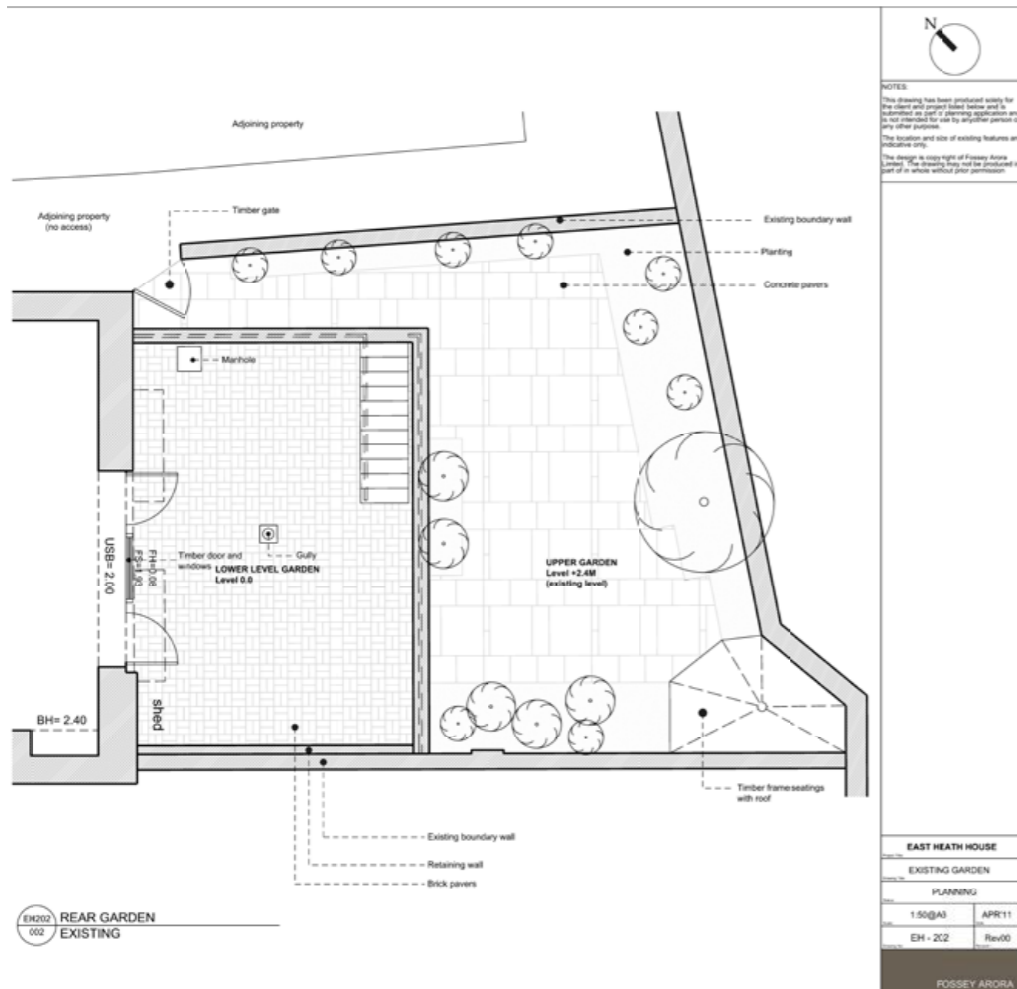 N
NOTES:
This drawing has been produced solely for
the client and project listed below and is
submitted as part of planning application and
is not intended for use by anyother person or
any other purpose.
The location and size of existing features are
indicative only.
The design is copyright of Fossey Arora
Limited. The drawing may not be produced in
part of in whole without prior permission
Adjoining property
Adjoining property
(no access)
Timber gate
Existing boundary wall
Planting
Concrete pavers
Manhole
USB= 2.00
FH=0.06
Timber door and
windows
Gully
LOWER LEVEL GARDEN
Level 0.0
UPPER GARDEN
Level +2.4M
(existing level)
shed
BH= 2.40
Timber frame seatings
with roof
Existing boundary wall
Retaining wall
Brick pavers
EH202
002
REAR GARDEN
EXISTING
EAST HEATH HOUSE
EXISTING GARDEN
PLANNING
1:50@A3
APR'11
EH - 202
Rev00
FOSSEY ARORA